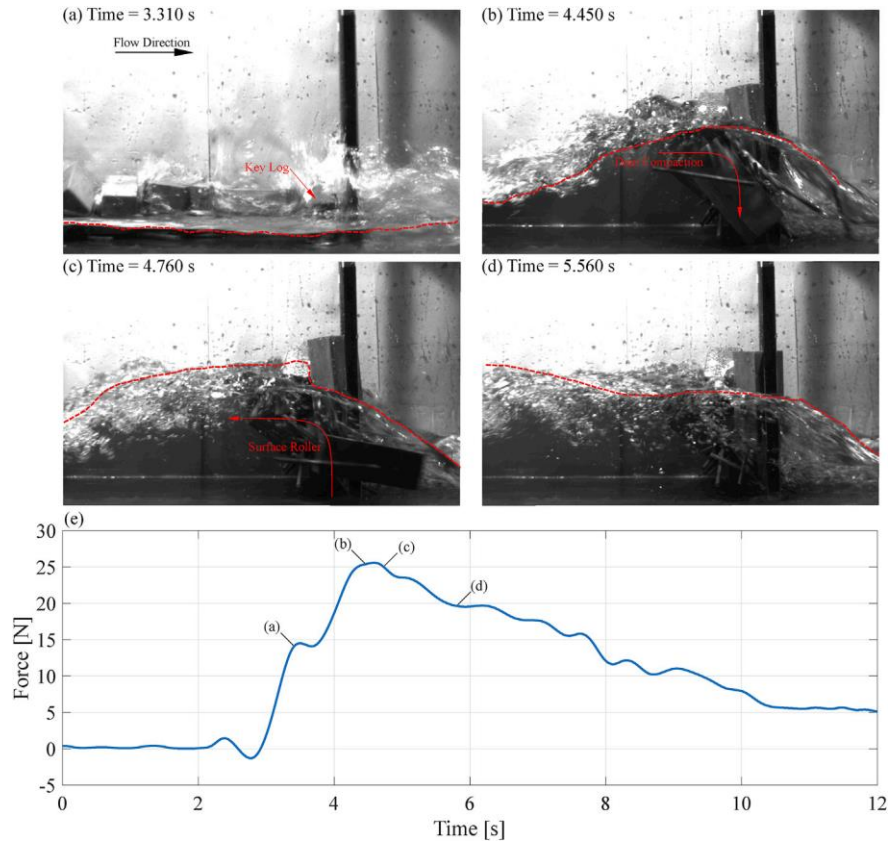 (a) Time = 3.310 s
Flow Direction
Key Log
(b) Time = 4.450 s
Compaction
(c) Time = 4.760 s
Surface Roller
(d) Time = 5.560 s
(e)
30
25
20
15
10
5
0
-5
Force [N]
(a)
(b)
(c)
(d)
0 2 4 6 8 10 12
Time [s]